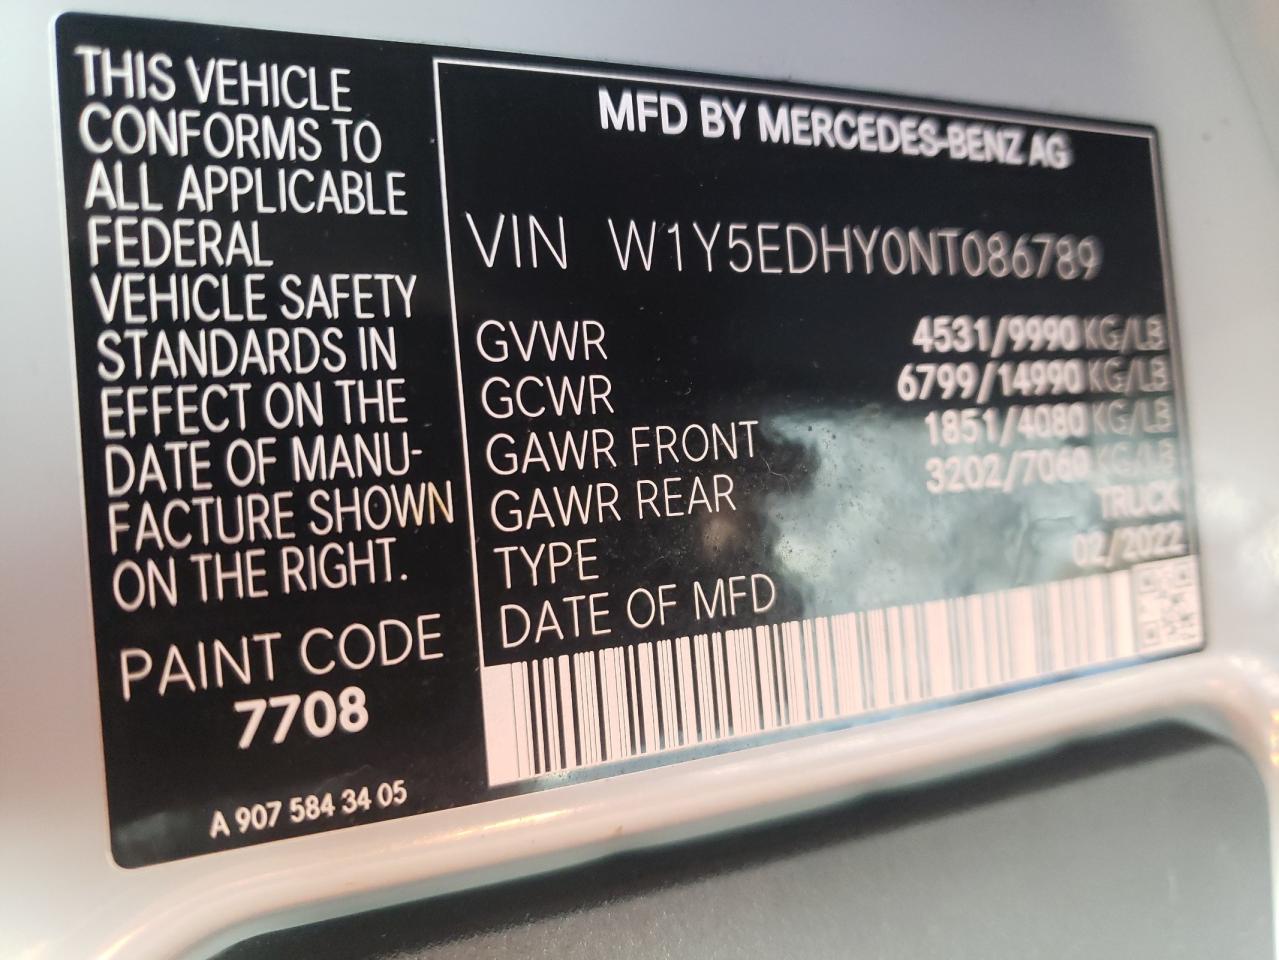 THIS VEHICLE
CONFORMS TO
ALL APPLICABLE
FEDERAL
VEHICLE SAFETY
STANDARDS IN
EFFECT ON THE
DATE OF MANU-
FACTURE SHOWN
ON THE RIGHT.
PAINT CODE
7708
A 907 584 34 05
MFD BY MERCEDES-BENZ AG
VIN W1Y5EDHY0NT086789
GVWR 4531/9990 KG/LB
GCWR 6799/14990 KG/LB
GAWR FRONT 1851/4080 KG/LB
GAWR REAR 3202/7060 KG/LB
TYPE TRUCK
DATE OF MFD 02/2022